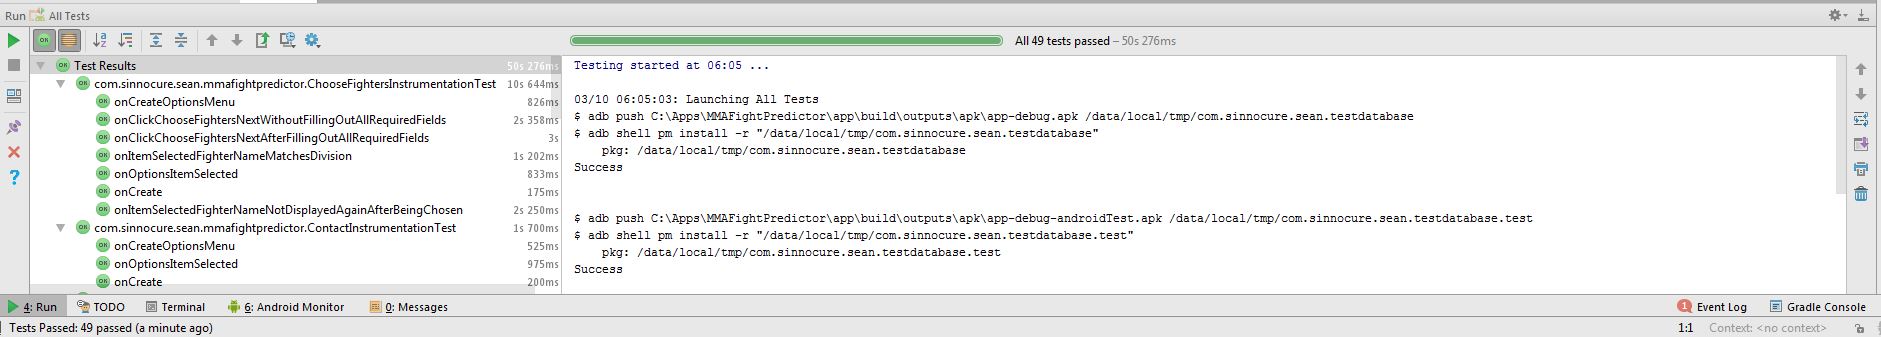 Run All Tests
All 49 tests passed – 50s 276ms
Test Results 50s 276ms
com.sinnocure.sean.mmafightpredictor.ChooseFightersInstrumentationTest 10s 644ms
onCreateOptionsMenu 826ms
onClickChooseFightersNextWithoutFillingOutAllRequiredFields 2s 358ms
onClickChooseFightersNextAfterFillingOutAllRequiredFields 3s
onItemSelectedFighterNameMatchesDivision 1s 202ms
onOptionsItemSelected 833ms
onCreate 175ms
onItemSelectedFighterNameNotDisplayedAgainAfterBeingChosen 2s 250ms
com.sinnocure.sean.mmafightpredictor.ContactInstrumentationTest 1s 700ms
onCreateOptionsMenu 525ms
onOptionsItemSelected 975ms
onCreate 200ms
Testing started at 06:05 ...
03/10 06:05:03: Launching All Tests
$ adb push C:\Apps\MMAFightPredictor\app\build\outputs\apk\app-debug.apk /data/local/tmp/com.sinnocure.sean.testdatabase
$ adb shell pm install -r "/data/local/tmp/com.sinnocure.sean.testdatabase"
pkg: /data/local/tmp/com.sinnocure.sean.testdatabase
Success
$ adb push C:\Apps\MMAFightPredictor\app\build\outputs\apk\app-debug-androidTest.apk /data/local/tmp/com.sinnocure.sean.testdatabase.test
$ adb shell pm install -r "/data/local/tmp/com.sinnocure.sean.testdatabase.test"
pkg: /data/local/tmp/com.sinnocure.sean.testdatabase.test
Success
4: Run TODO Terminal 6: Android Monitor 0: Messages 1 Event Log Gradle Console
Tests Passed: 49 passed (a minute ago) 1:1 Context: <no context>